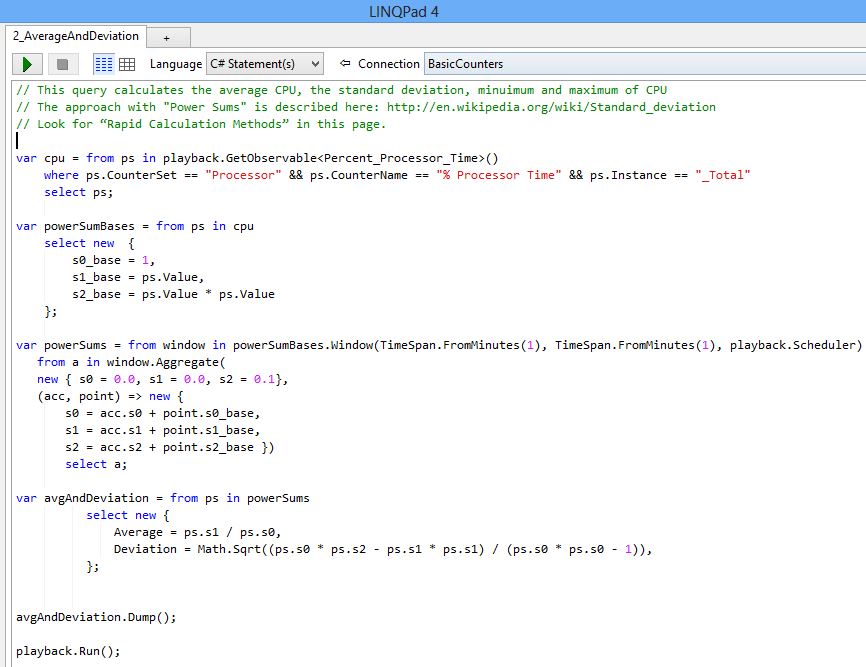 LINQPad 4
2_AverageAndDeviation +
Language C# Statement(s) Connection BasicCounters
// This query calculates the average CPU, the standard deviation, minuimum and maximum of CPU
// The approach with "Power Sums" is described here: http://en.wikipedia.org/wiki/Standard_deviation
// Look for “Rapid Calculation Methods” in this page.
var cpu = from ps in playback.GetObservable<Percent_Processor_Time>()
    where ps.CounterSet == "Processor" && ps.CounterName == "% Processor Time" && ps.Instance == "_Total"
    select ps;
var powerSumBases = from ps in cpu
    select new  {
        s0_base = 1,
        s1_base = ps.Value,
        s2_base = ps.Value * ps.Value
    };
var powerSums = from window in powerSumBases.Window(TimeSpan.FromMinutes(1), TimeSpan.FromMinutes(1), playback.Scheduler)
   from a in window.Aggregate(
   new { s0 = 0.0, s1 = 0.0, s2 = 0.1},
   (acc, point) => new {
       s0 = acc.s0 + point.s0_base,
       s1 = acc.s1 + point.s1_base,
       s2 = acc.s2 + point.s2_base })
       select a;
var avgAndDeviation = from ps in powerSums
          select new {
              Average = ps.s1 / ps.s0,
              Deviation = Math.Sqrt((ps.s0 * ps.s2 - ps.s1 * ps.s1) / (ps.s0 * ps.s0 - 1)),
          };
avgAndDeviation.Dump();
playback.Run();